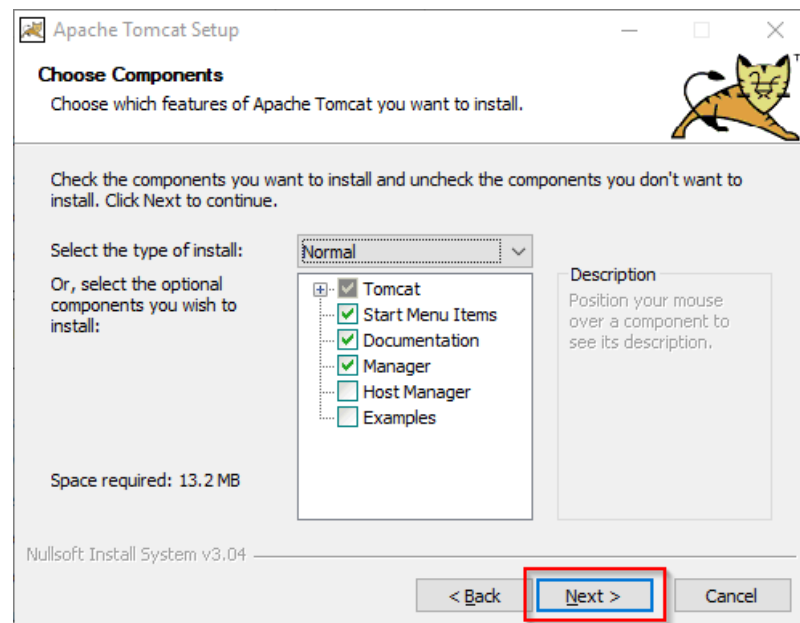 Apache Tomcat Setup
Choose Components
Choose which features of Apache Tomcat you want to install.
TM
Check the components you want to install and uncheck the components you don't want to
install. Click Next to continue.
Select the type of install:
Normal
Or, select the optional
components you wish to
install:
Tomcat
Start Menu Items
Documentation
Manager
Host Manager
Examples
Description
Position your mouse
over a component to
see its description.
Space required: 13.2 MB
Nullsoft Install System v3.04
< Back
Next >
Cancel